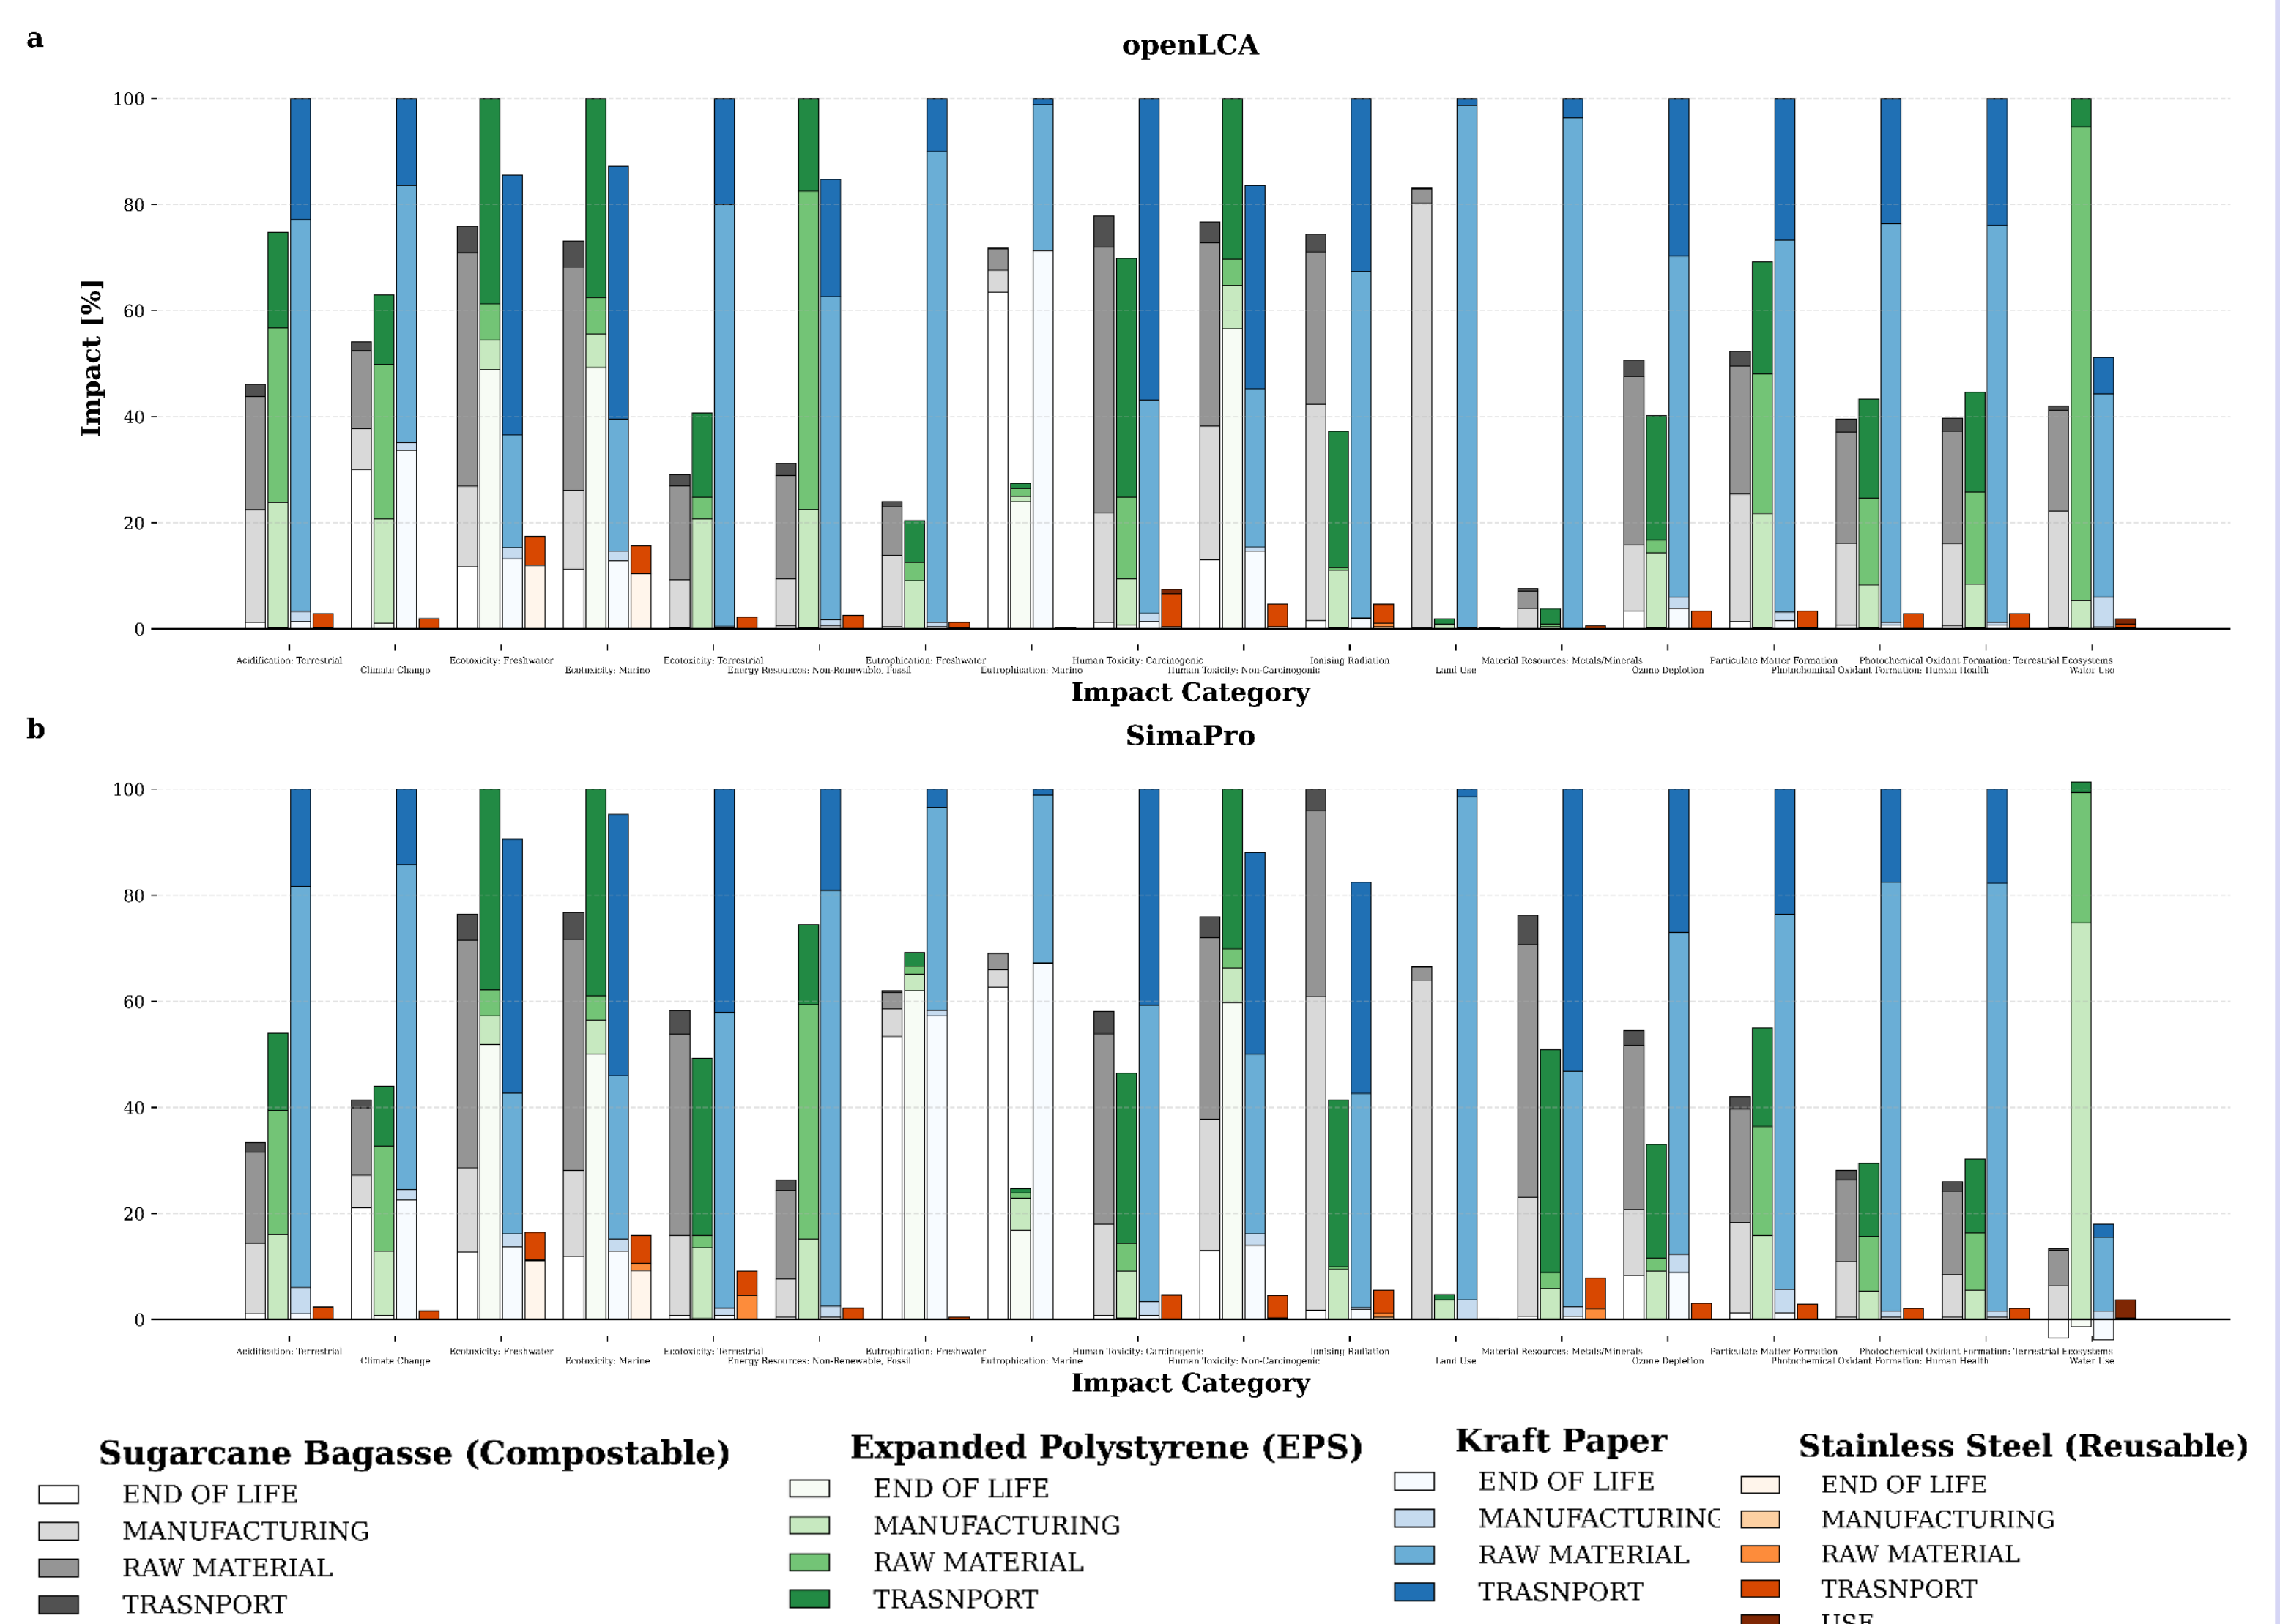 a
openLCA
Impact [%]
100
80
60
40
20
0
Acidification: Terrestrial
Climate Change
Ecotoxicity: Freshwater
Ecotoxicity: Marine
Ecotoxicity: Terrestrial
Energy Resources: Non-Renewable, Fossil
Eutrophication: Freshwater
Eutrophication: Marine
Human Toxicity: Carcinogenic
Human Toxicity: Non-Carcinogenic
Ionising Radiation
Land Use
Material Resources: Metals/Minerals
Ozone Depletion
Particulate Matter Formation
Photochemical Oxidant Formation: Human Health
Photochemical Oxidant Formation: Terrestrial Ecosystems
Water Use
Impact Category
b
SimaPro
100
80
60
40
20
0
Acidification: Terrestrial
Climate Change
Ecotoxicity: Freshwater
Ecotoxicity: Marine
Ecotoxicity: Terrestrial
Energy Resources: Non-Renewable, Fossil
Eutrophication: Freshwater
Eutrophication: Marine
Human Toxicity: Carcinogenic
Human Toxicity: Non-Carcinogenic
Ionising Radiation
Land Use
Material Resources: Metals/Minerals
Ozone Depletion
Particulate Matter Formation
Photochemical Oxidant Formation: Human Health
Photochemical Oxidant Formation: Terrestrial Ecosystems
Water Use
Impact Category
Sugarcane Bagasse (Compostable)
END OF LIFE
MANUFACTURING
RAW MATERIAL
TRASNPORT
Expanded Polystyrene (EPS)
END OF LIFE
MANUFACTURING
RAW MATERIAL
TRASNPORT
Kraft Paper
END OF LIFE
MANUFACTURING
RAW MATERIAL
TRASNPORT
Stainless Steel (Reusable)
END OF LIFE
MANUFACTURING
RAW MATERIAL
TRASNPORT
USE